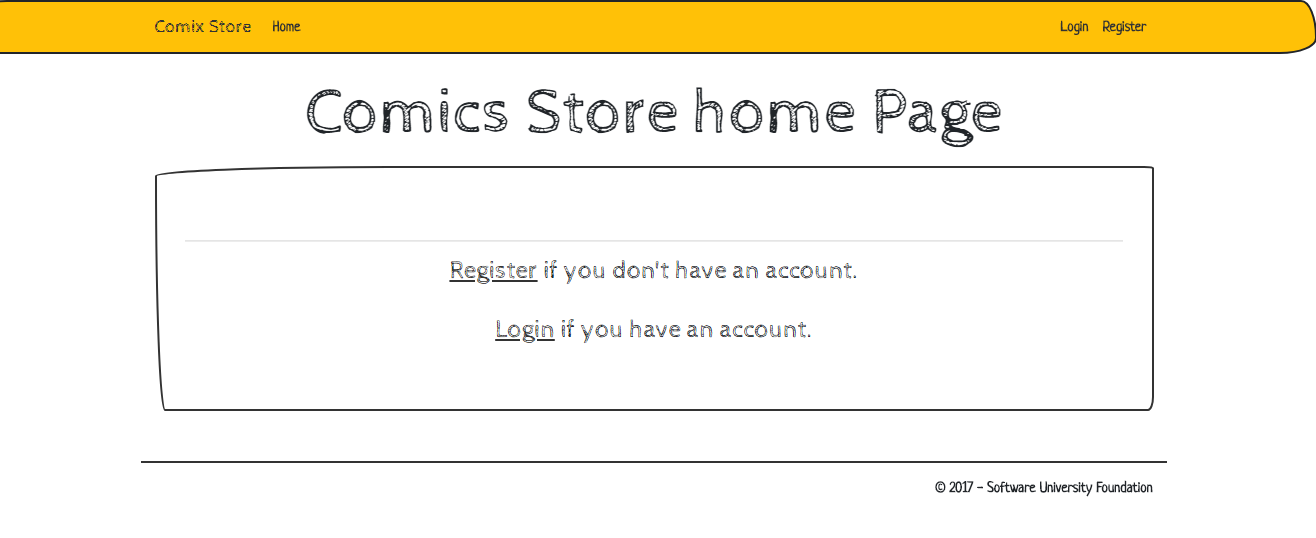 Comix Store Home Login Register
Comics Store home Page
Register if you don't have an account.
Login if you have an account.
© 2017 - Software University Foundation